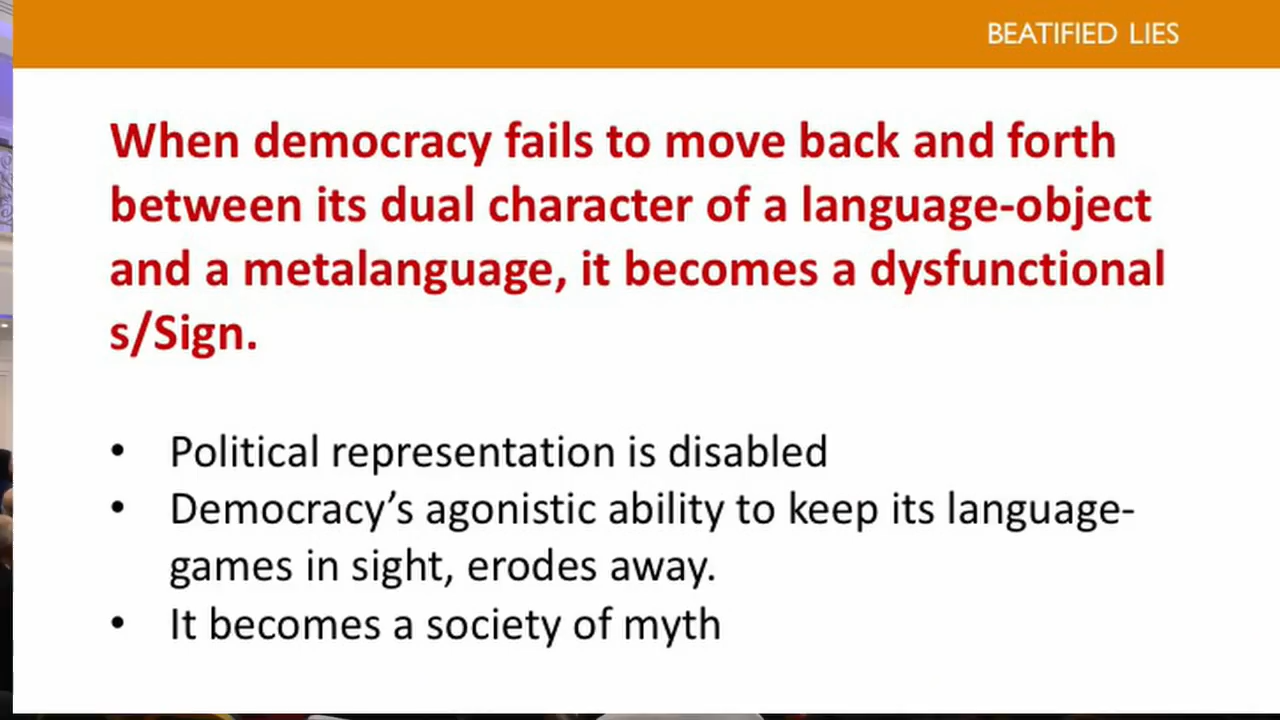 BEATIFIED LIES
When democracy fails to move back and forth
between its dual character of a language-object
and a metalanguage, it becomes a dysfunctional
s/Sign.
• Political representation is disabled
• Democracy’s agonistic ability to keep its language-
games in sight, erodes away.
• It becomes a society of myth